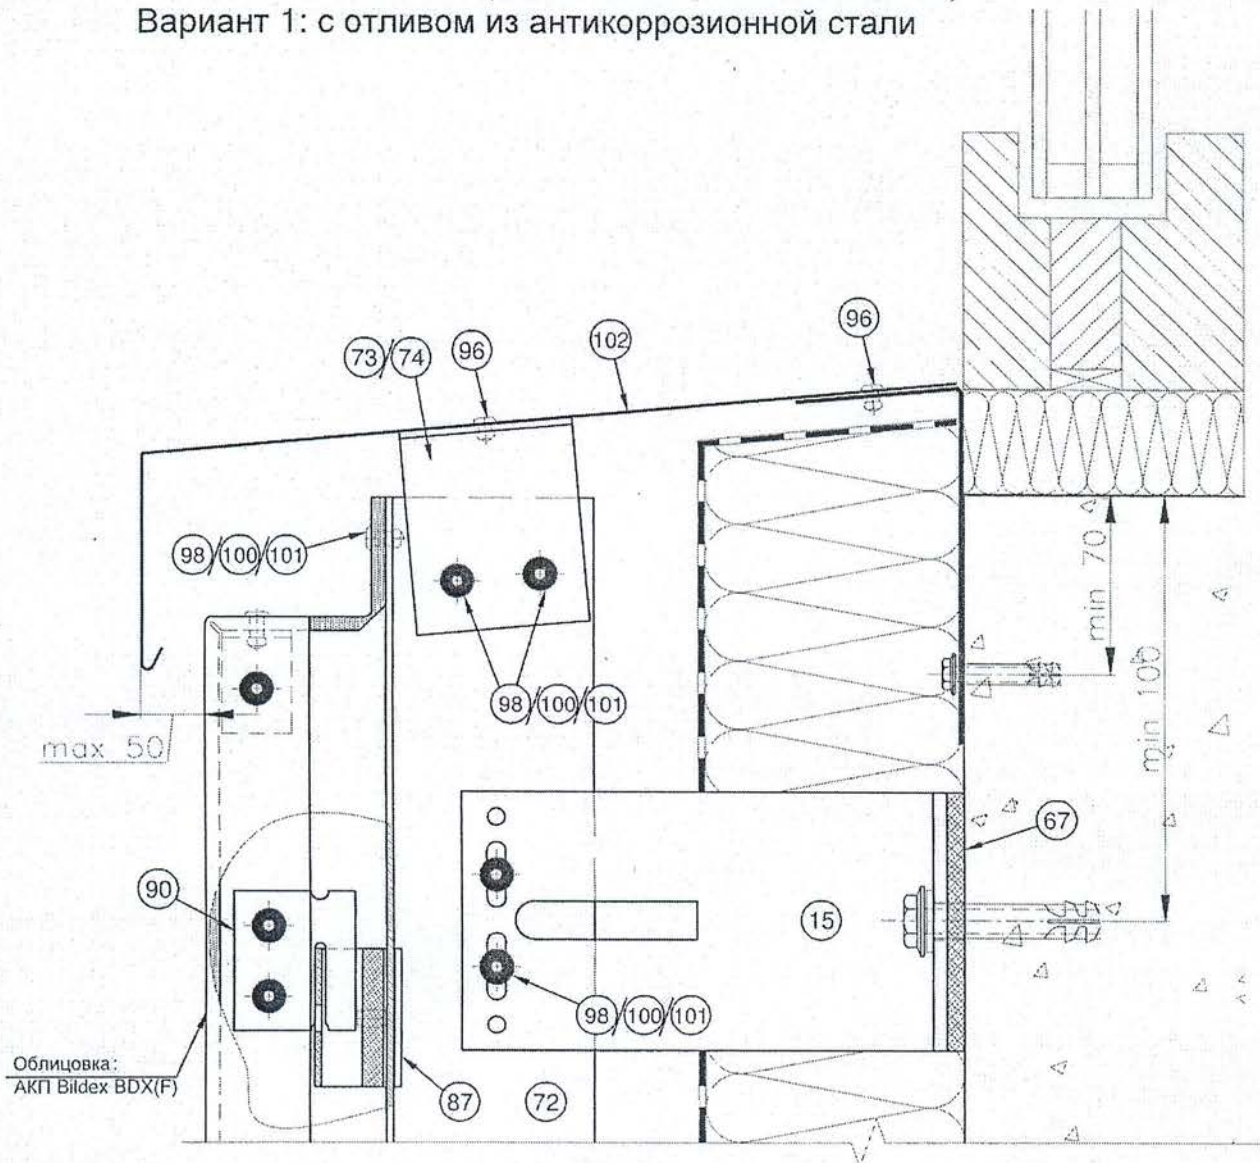 Вариант 1: с отливом из антикоррозионной стали
96
102
73/74
96
98/100/101
min 70
min 100
98/100/101
max 50
67
90
15
98/100/101
Облицовка:
АКП Bildex BDX(F)
87
72